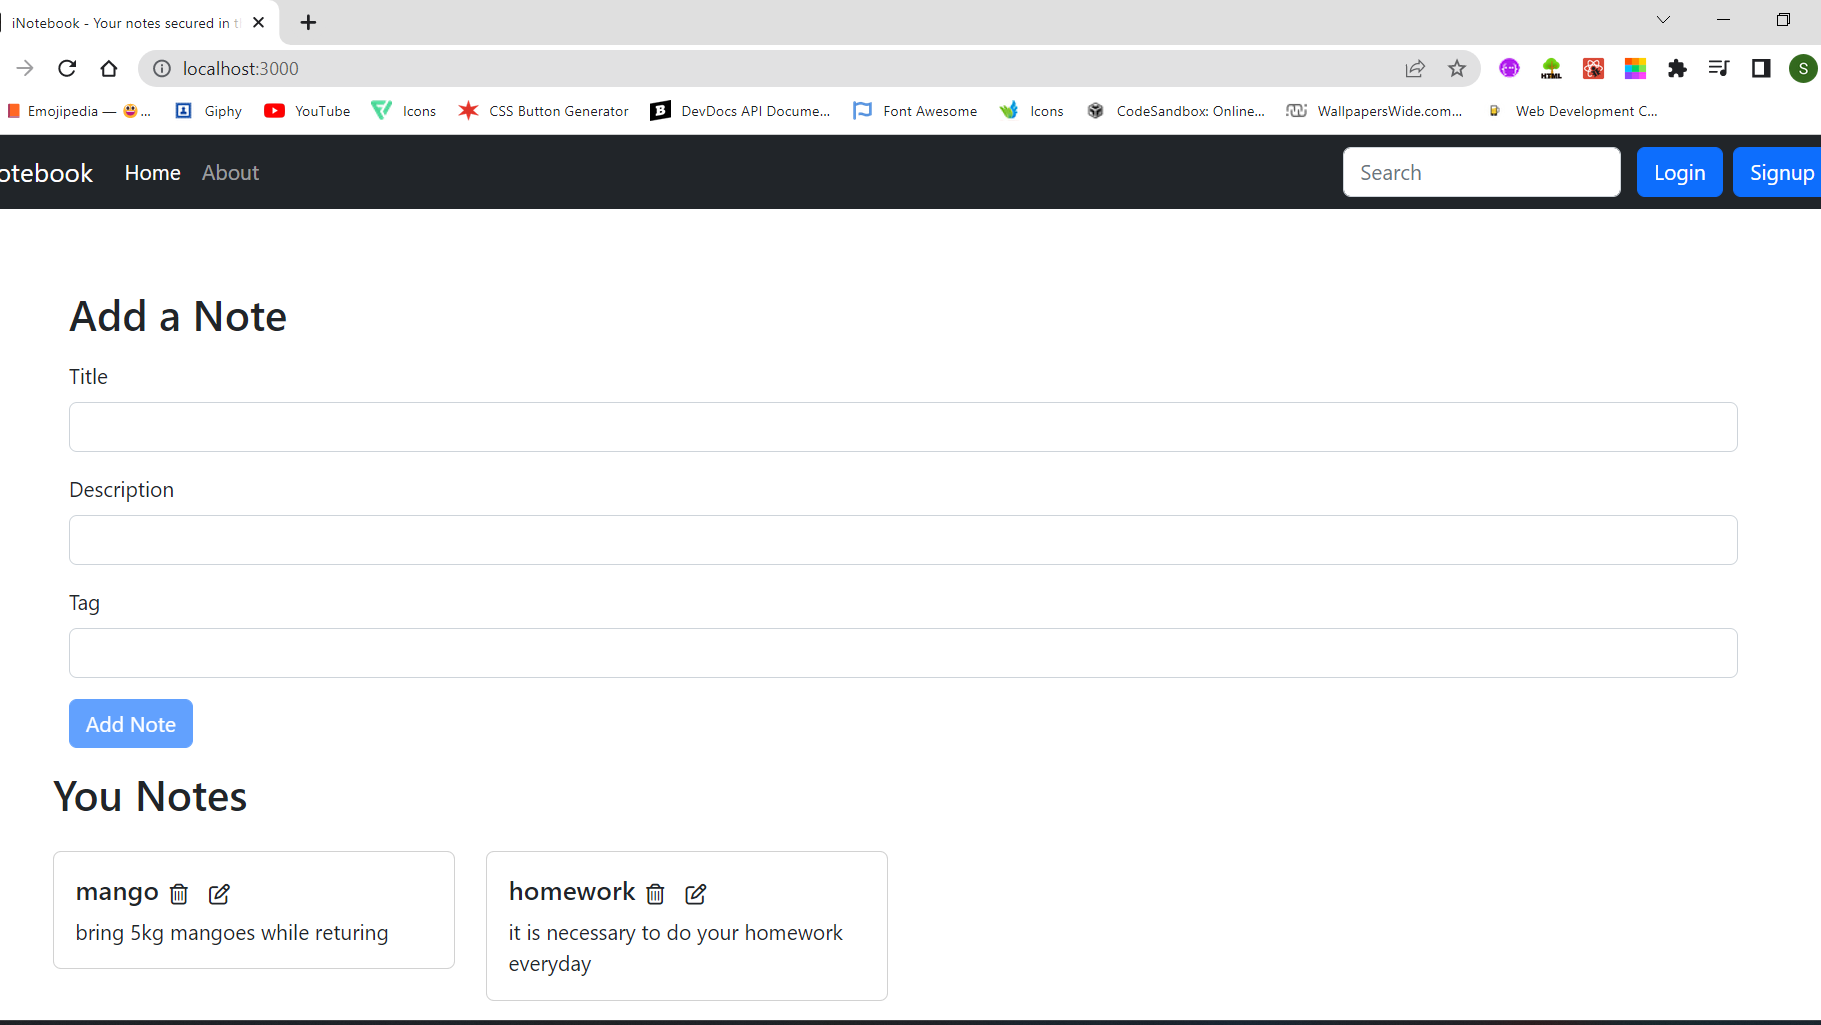 iNotebook - Your notes secured in t
localhost:3000
Emojipedia — 😃... Giphy YouTube Icons CSS Button Generator DevDocs API Docume... Font Awesome Icons CodeSandbox: Online... WallpapersWide.com... Web Development C...
otebook Home About Search Login Signup
Add a Note
Title
Description
Tag
Add Note
You Notes
mango
bring 5kg mangoes while returing
homework
it is necessary to do your homework
everyday
S
HTML